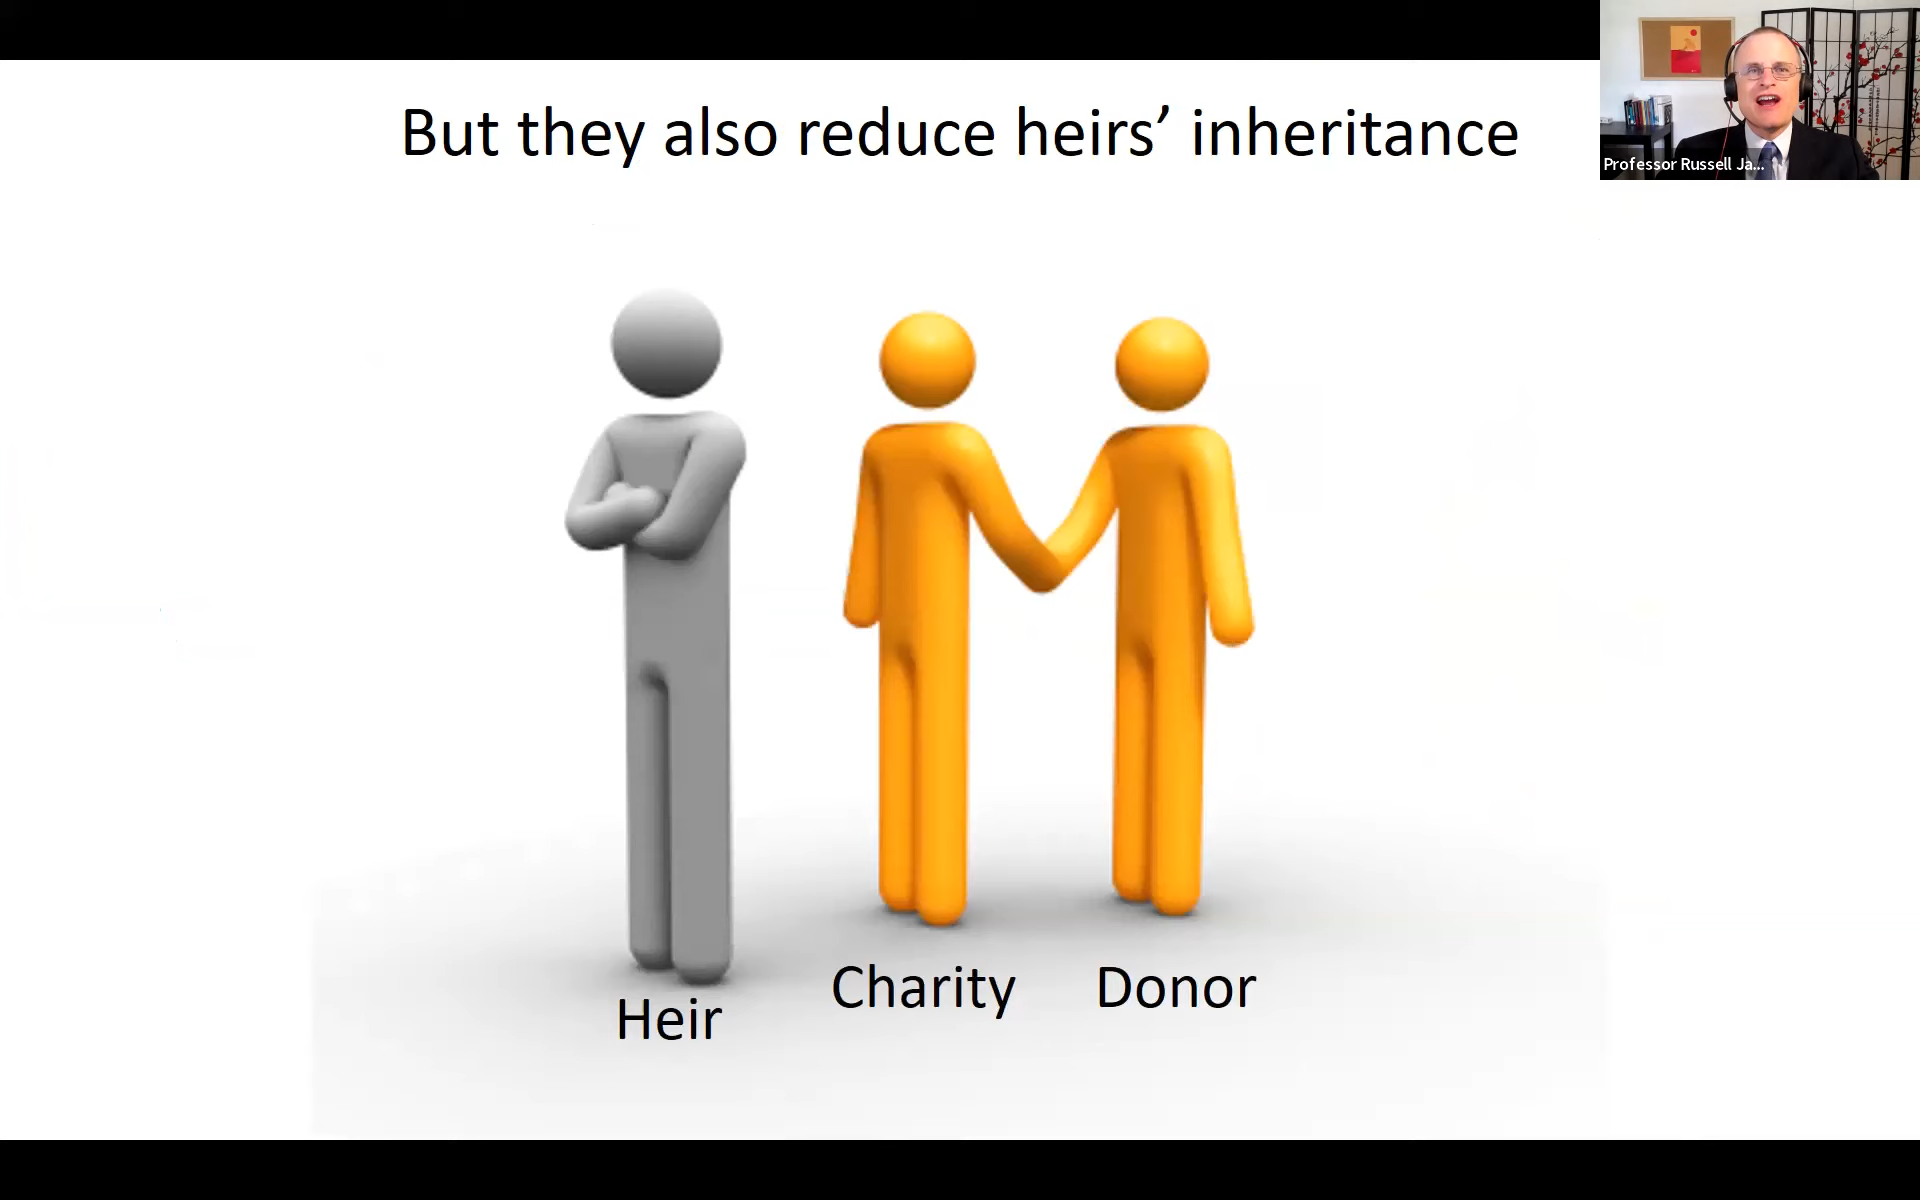 But they also reduce heirs’ inheritance
Professor Russell Ja...
Charity
Donor
Heir